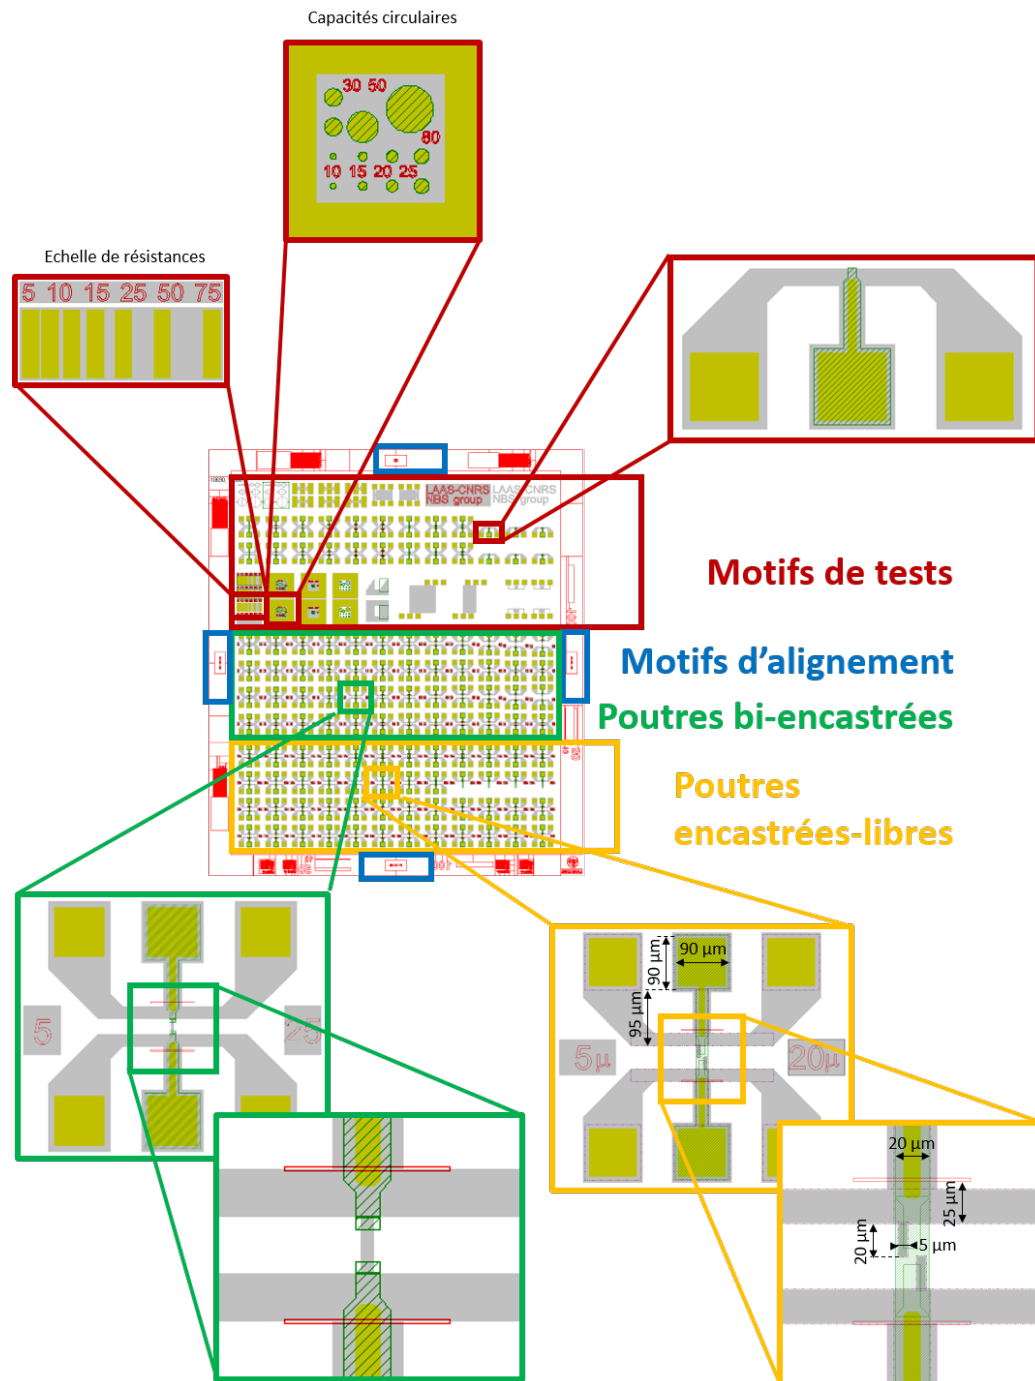 Capacités circulaires
30 50
80
10 15 20 25
Echelle de résistances
5 10 15 25 50 75
LAAS-CNRS LAAS-CNRS
NBS group NBS group
Motifs de tests
Motifs d'alignement
Poutres bi-encastrées
Poutres
encastrées-libres
5
25
90 µm
90 µm
95 µm
5µ
20µ
20 µm
25 µm
20 µm
5 µm